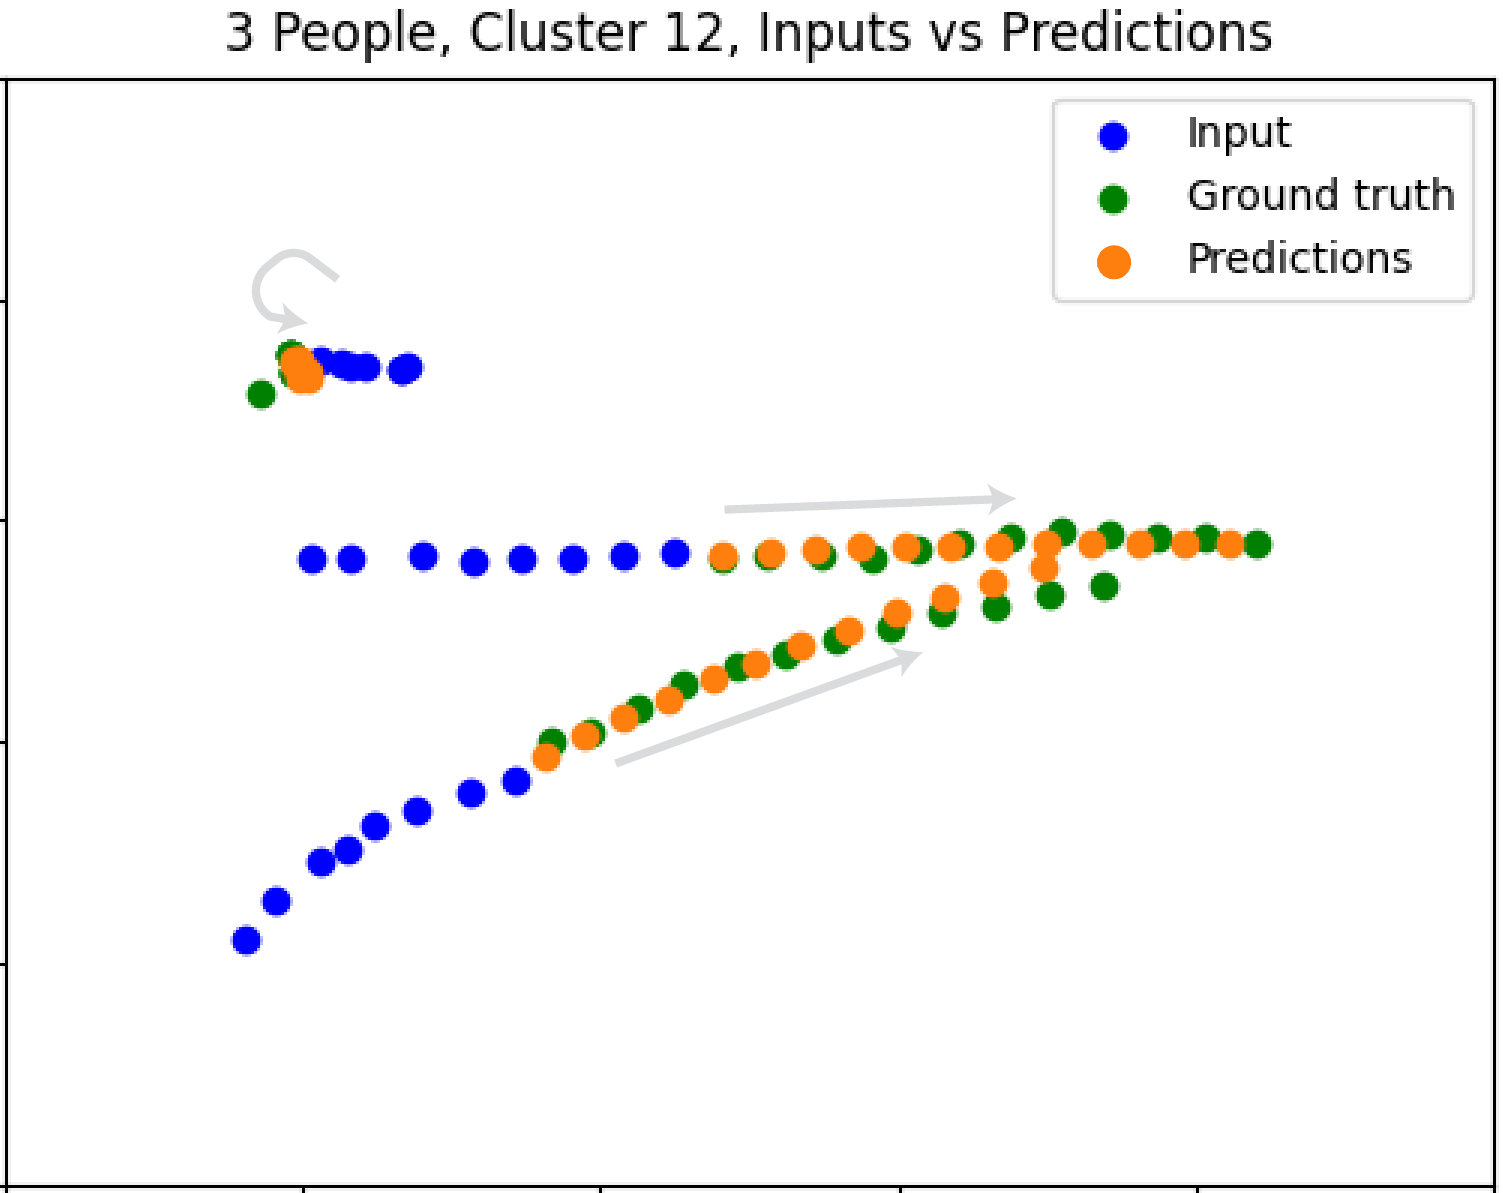 3 People, Cluster 12, Inputs vs Predictions
Input
Ground truth
Predictions